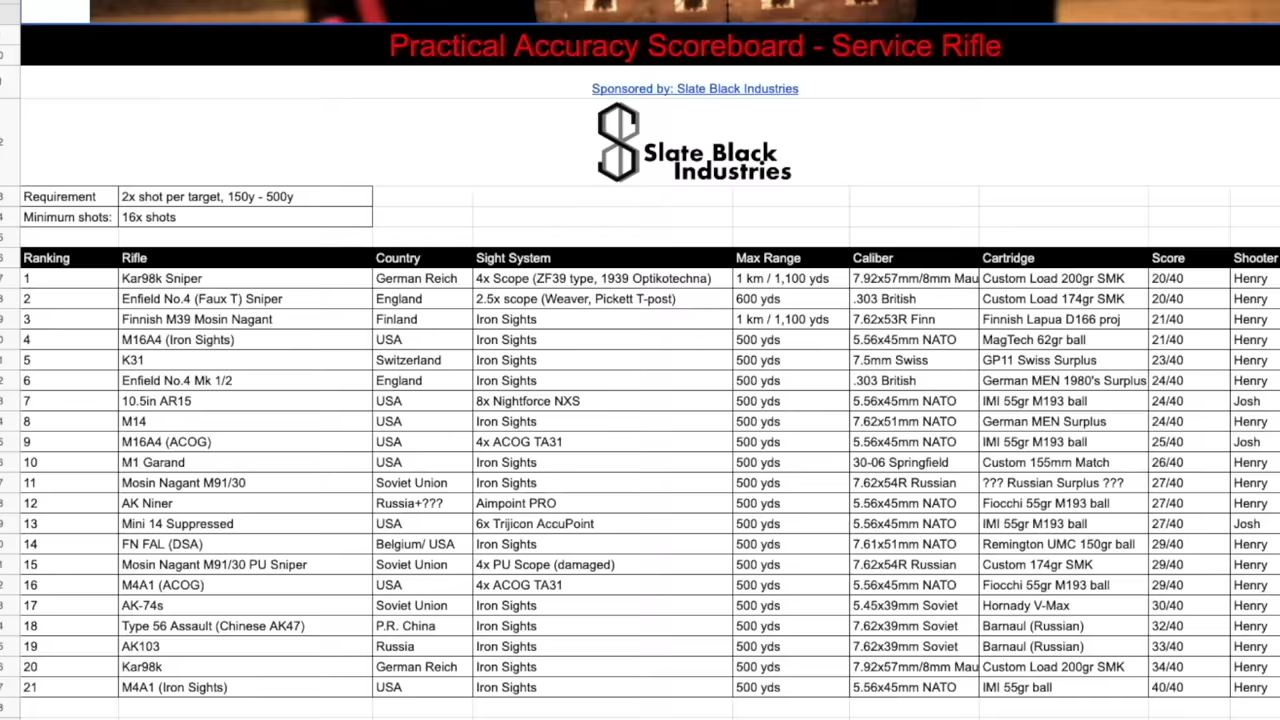 Practical Accuracy Scoreboard - Service Rifle
Sponsored by: Slate Black Industries
Slate Black
Industries
Requirement 2x shot per target, 150y - 500y
Minimum shots: 16x shots
Ranking Rifle Country Sight System Max Range Caliber Cartridge Score Shooter
1 Kar98k Sniper German Reich 4x Scope (ZF39 type, 1939 Optikotechna) 1 km / 1,100 yds 7.92x57mm/8mm Mau Custom Load 200gr SMK 20/40 Henry
2 Enfield No.4 (Faux T) Sniper England 2.5x scope (Weaver, Pickett T-post) 600 yds .303 British Custom Load 174gr SMK 20/40 Henry
3 Finnish M39 Mosin Nagant Finland Iron Sights 1 km / 1,100 yds 7.62x53R Finn Finnish Lapua D166 proj 21/40 Henry
4 M16A4 (Iron Sights) USA Iron Sights 500 yds 5.56x45mm NATO MagTech 62gr ball 21/40 Henry
5 K31 Switzerland Iron Sights 500 yds 7.5mm Swiss GP11 Swiss Surplus 23/40 Henry
6 Enfield No.4 Mk 1/2 England Iron Sights 500 yds .303 British German MEN 1980's Surplus 24/40 Henry
7 10.5in AR15 USA 8x Nightforce NXS 500 yds 5.56x45mm NATO IMI 55gr M193 ball 24/40 Josh
8 M14 USA Iron Sights 500 yds 7.62x51mm NATO German MEN Surplus 24/40 Henry
9 M16A4 (ACOG) USA 4x ACOG TA31 500 yds 5.56x45mm NATO IMI 55gr M193 ball 25/40 Josh
10 M1 Garand USA Iron Sights 500 yds 30-06 Springfield Custom 155mm Match 26/40 Henry
11 Mosin Nagant M91/30 Soviet Union Iron Sights 500 yds 7.62x54R Russian ??? Russian Surplus ??? 27/40 Henry
12 AK Niner Russia+??? Aimpoint PRO 500 yds 5.56x45mm NATO Fiocchi 55gr M193 ball 27/40 Henry
13 Mini 14 Suppressed USA 6x Trijicon AccuPoint 500 yds 5.56x45mm NATO IMI 55gr M193 ball 27/40 Josh
14 FN FAL (DSA) Belgium/ USA Iron Sights 500 yds 7.61x51mm NATO Remington UMC 150gr ball 29/40 Henry
15 Mosin Nagant M91/30 PU Sniper Soviet Union 4x PU Scope (damaged) 500 yds 7.62x54R Russian Custom 174gr SMK 29/40 Henry
16 M4A1 (ACOG) USA 4x ACOG TA31 500 yds 5.56x45mm NATO Fiocchi 55gr M193 ball 29/40 Henry
17 AK-74s Soviet Union Iron Sights 500 yds 5.45x39mm Soviet Hornady V-Max 30/40 Henry
18 Type 56 Assault (Chinese AK47) P.R. China Iron Sights 500 yds 7.62x39mm Soviet Barnaul (Russian) 32/40 Henry
19 AK103 Russia Iron Sights 500 yds 7.62x39mm Soviet Barnaul (Russian) 33/40 Henry
20 Kar98k German Reich Iron Sights 500 yds 7.92x57mm/8mm Mau Custom Load 200gr SMK 34/40 Henry
21 M4A1 (Iron Sights) USA Iron Sights 500 yds 5.56x45mm NATO IMI 55gr ball 40/40 Henry